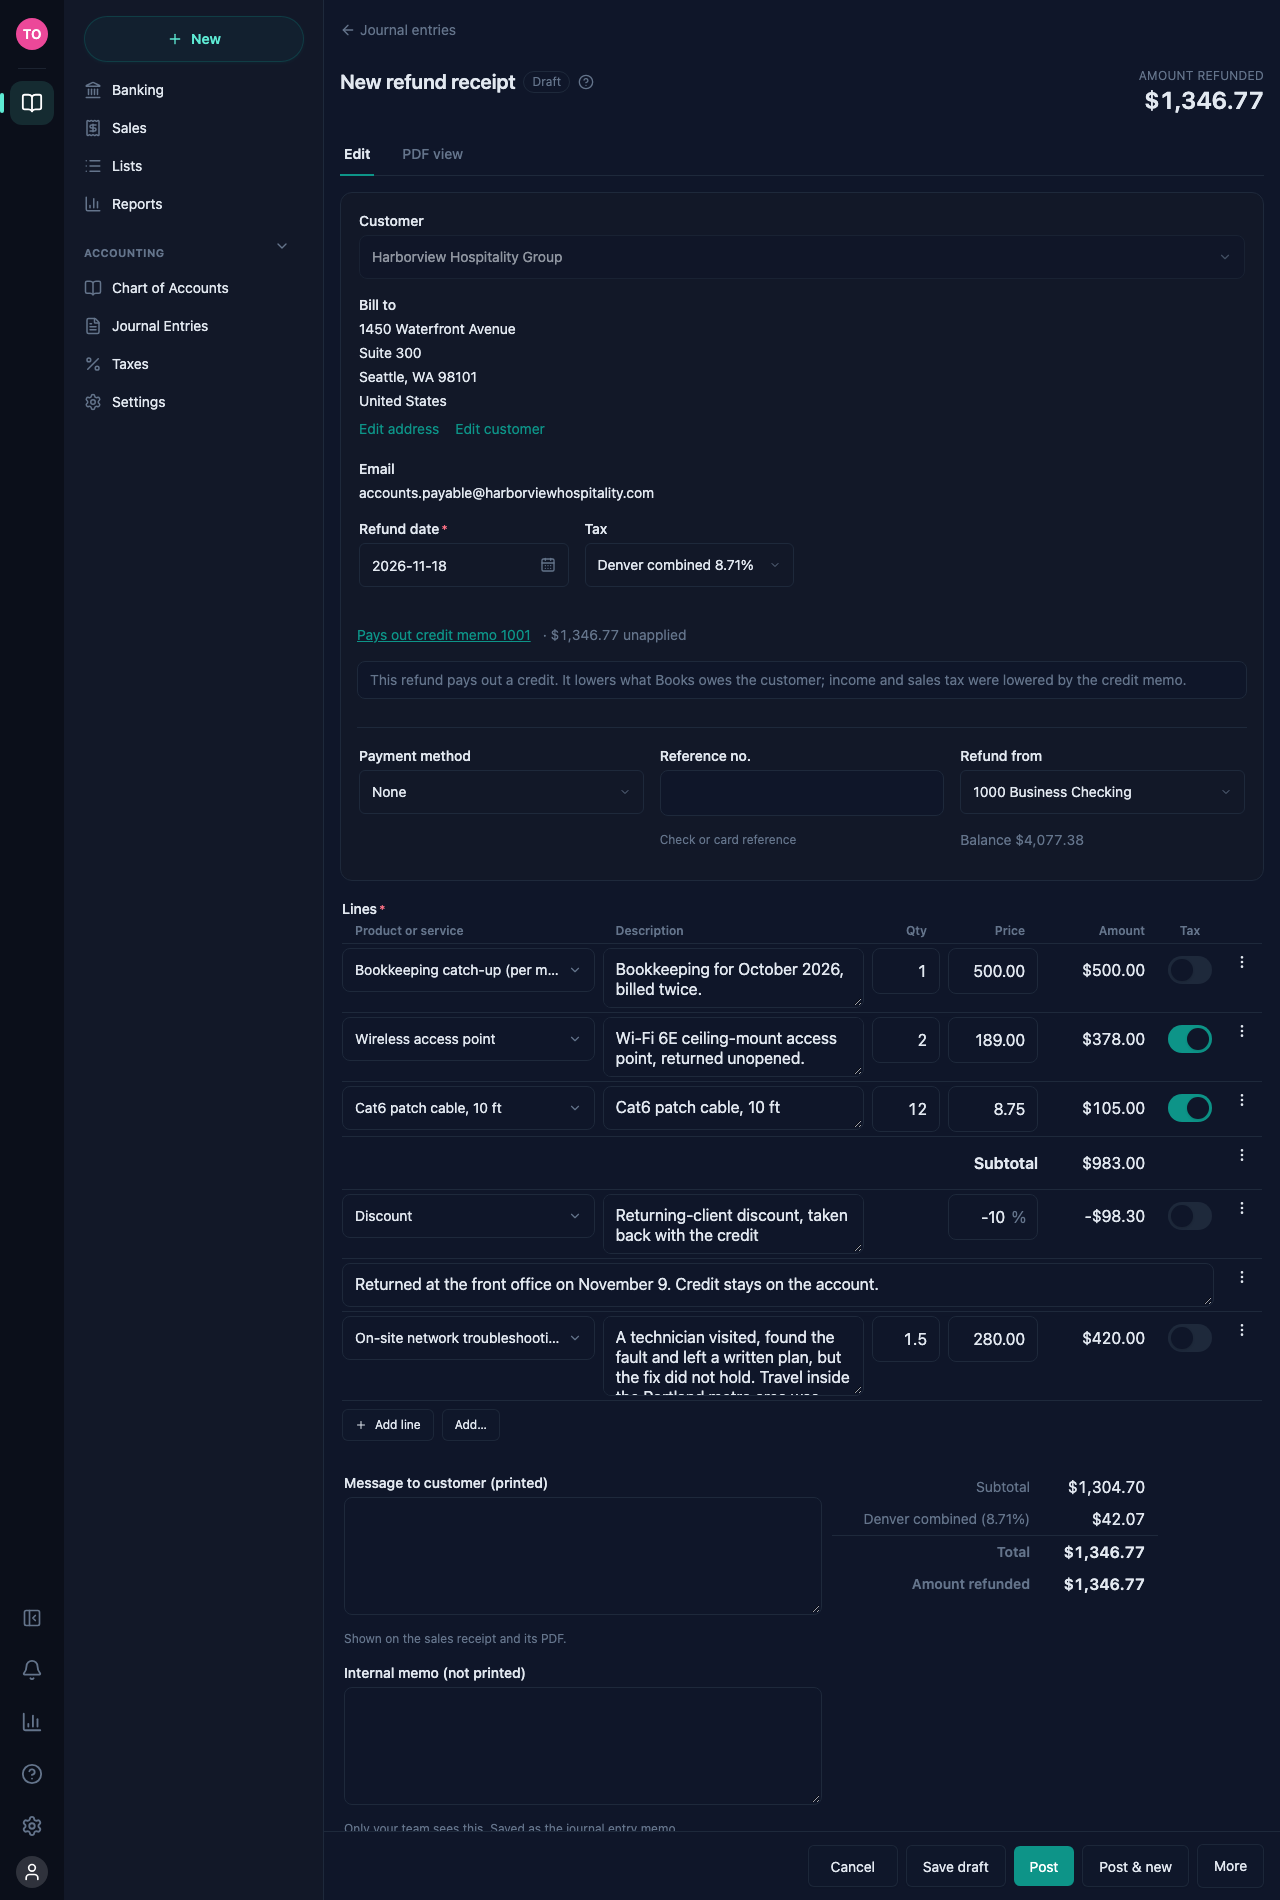 TO
New
Banking
Sales
Lists
Reports
ACCOUNTING
Chart of Accounts
Journal Entries
Taxes
Settings
Journal entries
New refund receipt
Draft
AMOUNT REFUNDED
$1,346.77
Edit
PDF view
Customer
Harborview Hospitality Group
Bill to
1450 Waterfront Avenue
Suite 300
Seattle, WA 98101
United States
Edit address Edit customer
Email
accounts.payable@harborviewhospitality.com
Refund date* Tax
2026-11-18 Denver combined 8.71%
Pays out credit memo 1001 · $1,346.77 unapplied
This refund pays out a credit. It lowers what Books owes the customer; income and sales tax were lowered by the credit memo.
Payment method Reference no. Refund from
None 1000 Business Checking
Check or card reference Balance $4,077.38
Lines*
Product or service Description Qty Price Amount Tax
Bookkeeping catch-up (per m... Bookkeeping for October 2026, 1 500.00 $500.00
billed twice.
Wireless access point Wi-Fi 6E ceiling-mount access 2 189.00 $378.00
point, returned unopened.
Cat6 patch cable, 10 ft Cat6 patch cable, 10 ft 12 8.75 $105.00
Subtotal $983.00
Discount Returning-client discount, taken -10 % -$98.30
back with the credit
Returned at the front office on November 9. Credit stays on the account.
On-site network troubleshooti... A technician visited, found the 1.5 280.00 $420.00
fault and left a written plan, but
the fix did not hold. Travel inside
the Portland metro area was
Add line Add...
Message to customer (printed)
Subtotal $1,304.70
Denver combined (8.71%) $42.07
Total $1,346.77
Amount refunded $1,346.77
Shown on the sales receipt and its PDF.
Internal memo (not printed)
Only your team sees this. Saved as the journal entry memo.
Cancel Save draft Post Post & new More